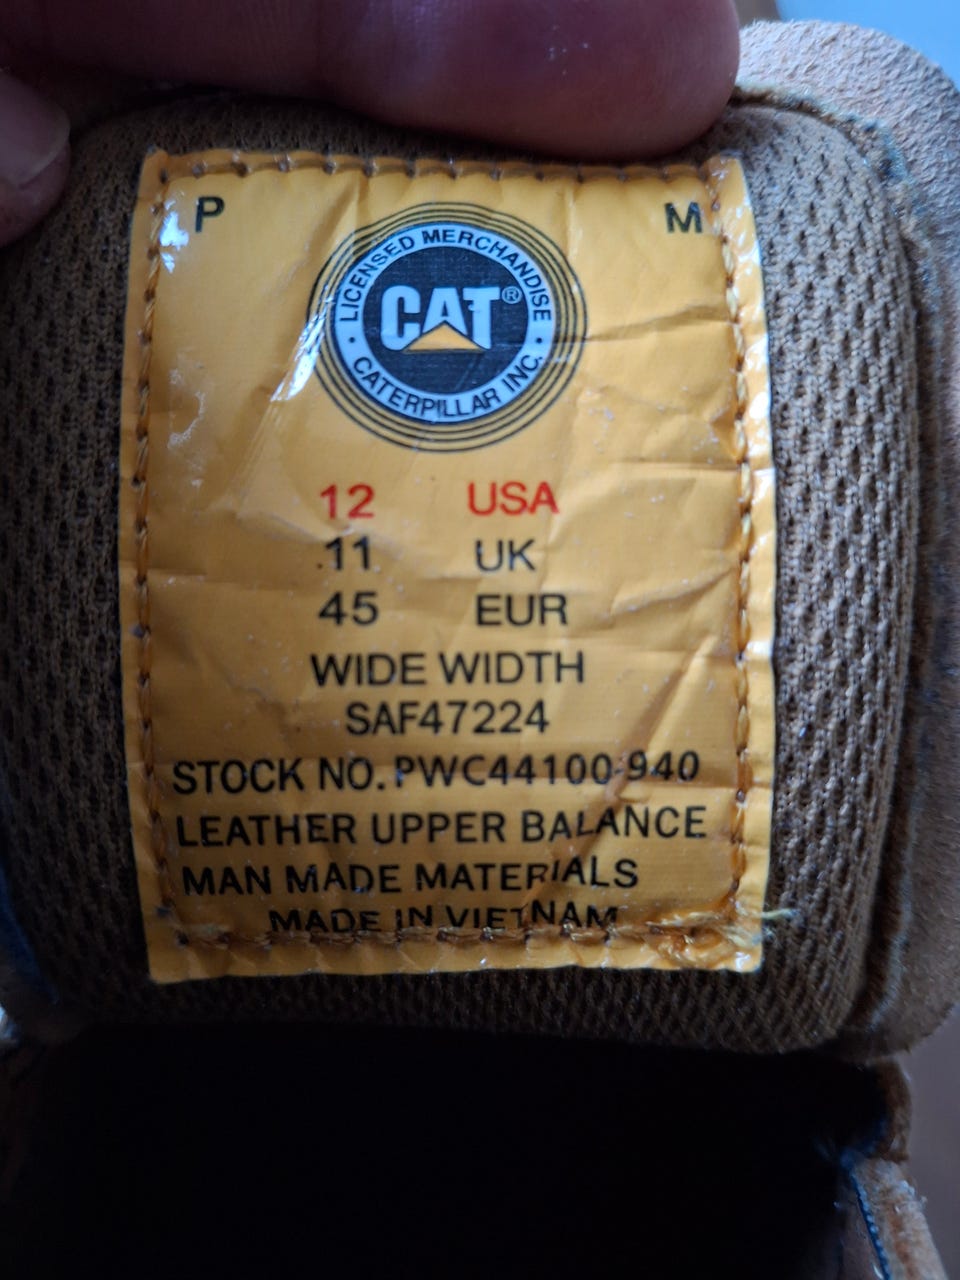 P M
LICENSED MERCHANDISE
CAT®
• CATERPILLAR INC. •
12 USA
11 UK
45 EUR
WIDE WIDTH
SAF47224
STOCK NO. PWC44100-940
LEATHER UPPER BALANCE
MAN MADE MATERIALS
MADE IN VIETNAM